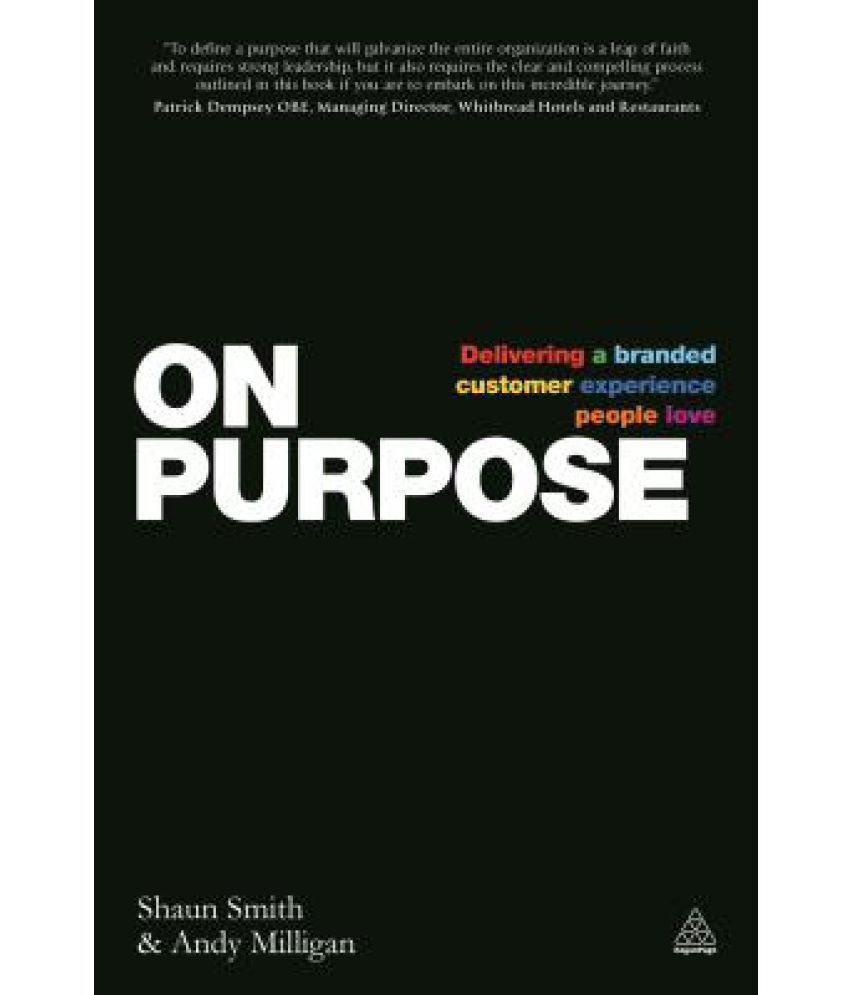 "To define a purpose that will galvanize the entire organization is a leap of faith
and requires strong leadership, but it also requires the clear and compelling process
outlined in this book if you are to embark on this incredible journey."
Patrick Dempsey OBE, Managing Director, Whitbread Hotels and Restaurants
ON
PURPOSE
Delivering a branded
customer experience
people love
Shaun Smith
& Andy Milligan
KoganPage